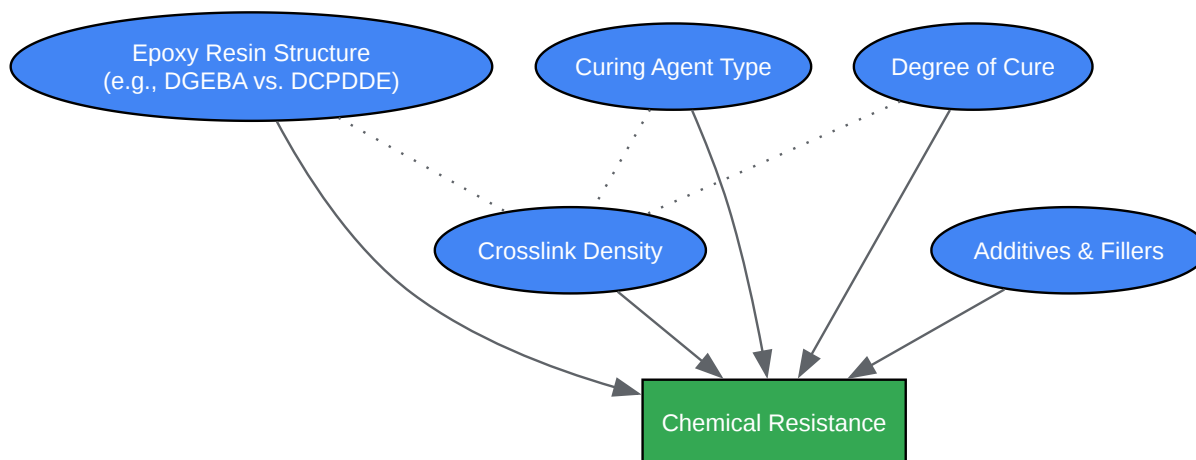 Epoxy Resin Structure
(e.g., DGEBA vs. DCPDDE)
Curing Agent Type
Degree of Cure
Crosslink Density
Additives & Fillers
Chemical Resistance